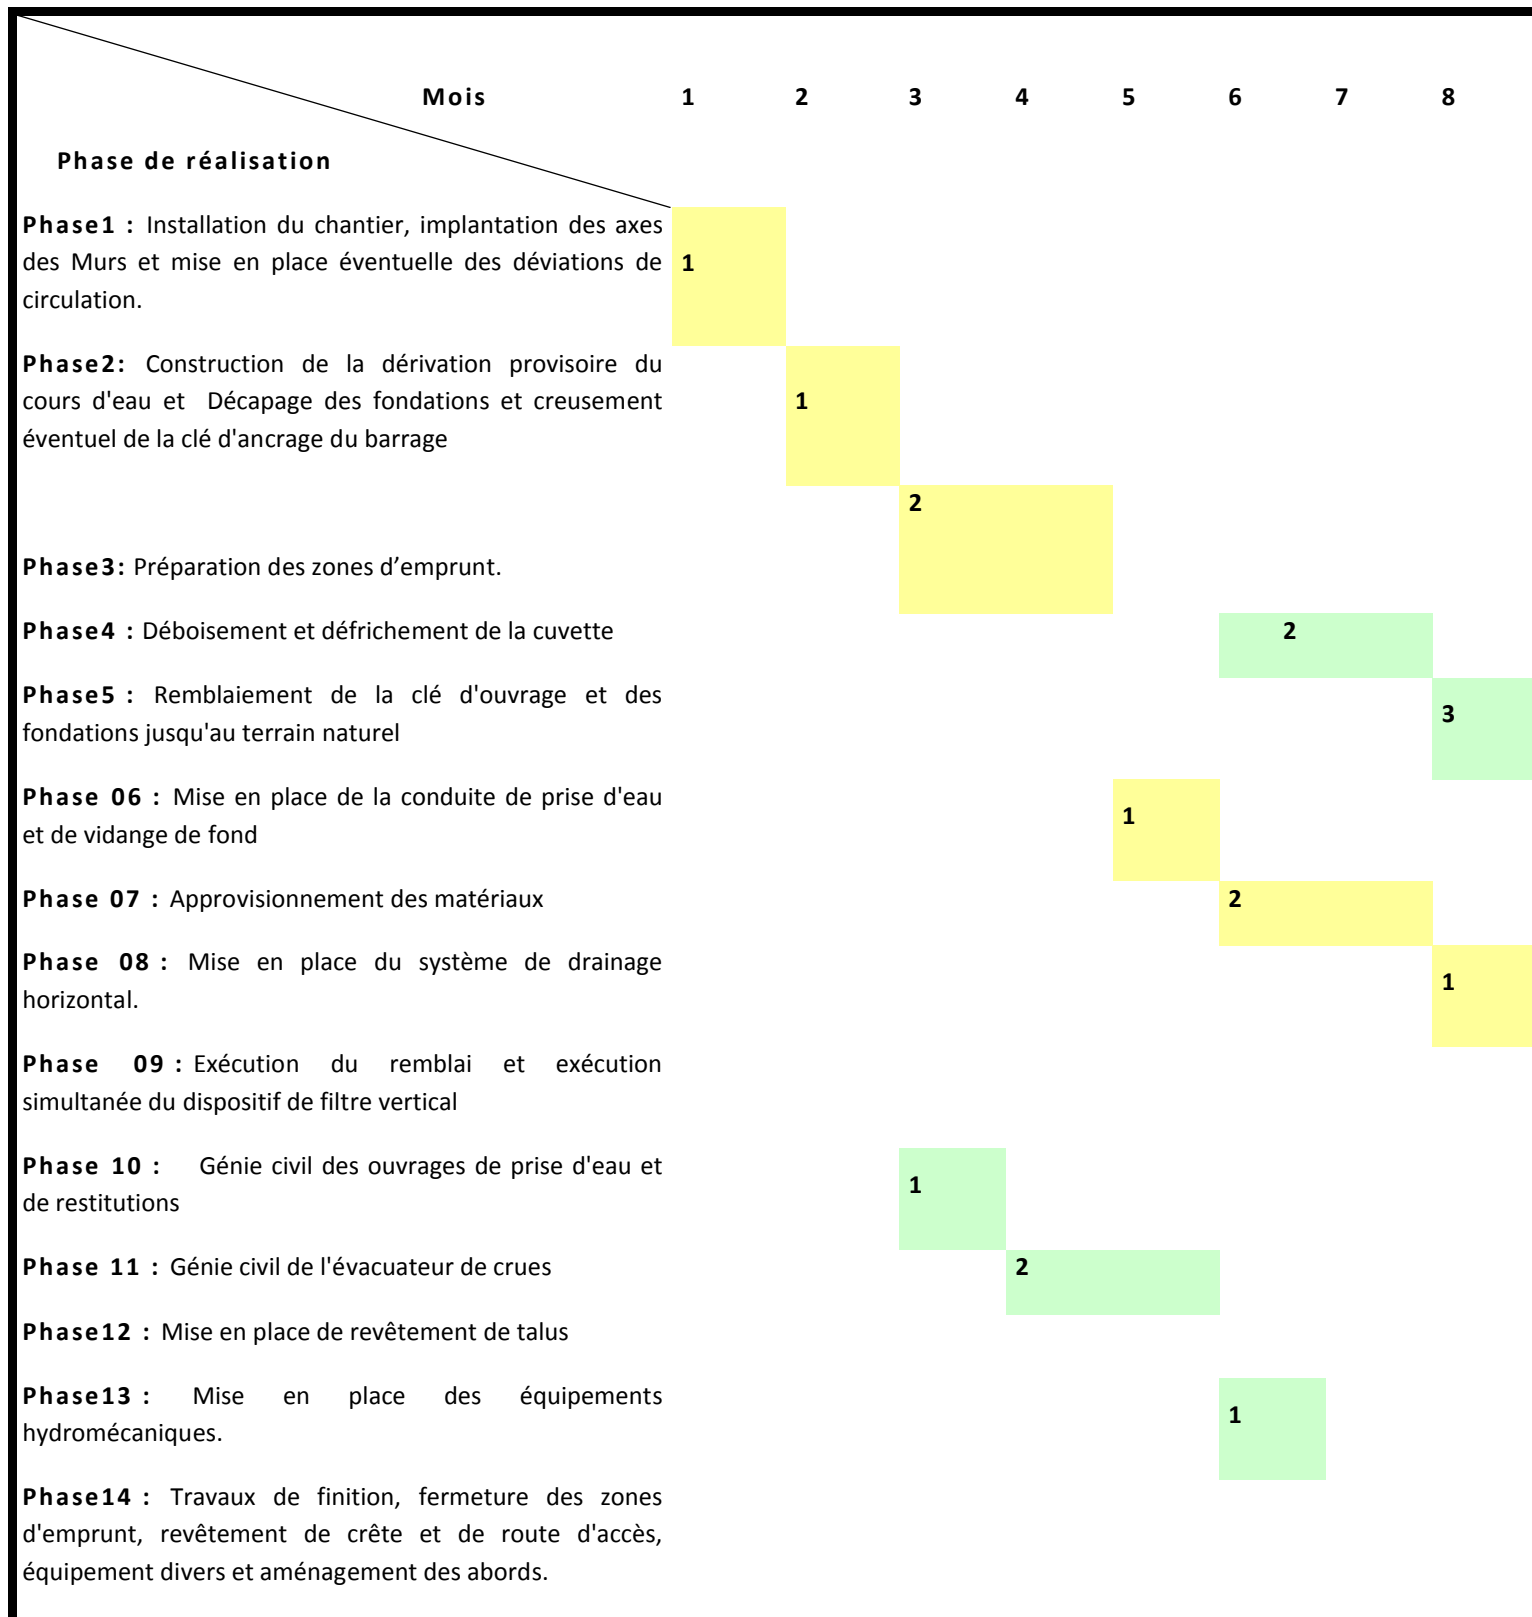 Mois 1 2 3 4 5 6 7 8
Phase de réalisation
Phase1 : Installation du chantier, implantation des axes
des Murs et mise en place éventuelle des déviations de
circulation.
1
Phase2: Construction de la dérivation provisoire du
cours d'eau et Décapage des fondations et creusement
éventuel de la clé d'ancrage du barrage
1
2
Phase3: Préparation des zones d’emprunt.
Phase4 : Déboisement et défrichement de la cuvette
2
Phase5 : Remblaiement de la clé d'ouvrage et des
fondations jusqu'au terrain naturel
3
Phase 06 : Mise en place de la conduite de prise d'eau
et de vidange de fond
1
Phase 07 : Approvisionnement des matériaux
2
Phase 08 : Mise en place du système de drainage
horizontal.
1
Phase 09 : Exécution du remblai et exécution
simultanée du dispositif de filtre vertical
Phase 10 : Génie civil des ouvrages de prise d'eau et
de restitutions
1
Phase 11 : Génie civil de l'évacuateur de crues
2
Phase12 : Mise en place de revêtement de talus
Phase13 : Mise en place des équipements
hydromécaniques.
1
Phase14 : Travaux de finition, fermeture des zones
d'emprunt, revêtement de crête et de route d'accès,
équipement divers et aménagement des abords.